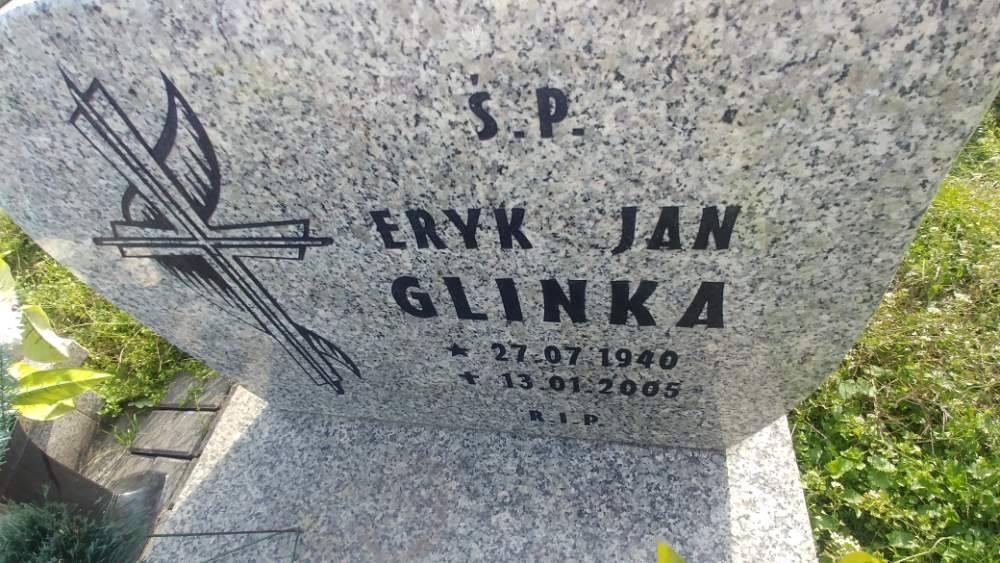 Ś.P.
ERYK JAN
GLINKA
★ 27.07.1940
✝ 13.01.2005
R.I.P.